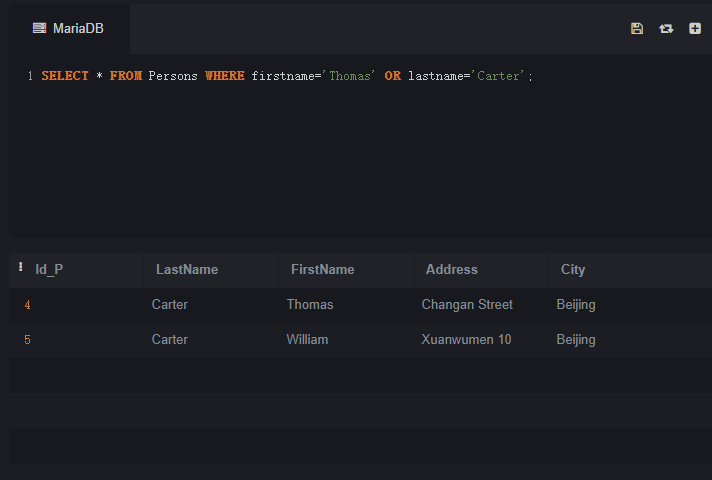 MariaDB
1 SELECT * FROM Persons WHERE firstname='Thomas' OR lastname='Carter';
Id_P LastName FirstName Address City
4 Carter Thomas Changan Street Beijing
5 Carter William Xuanwumen 10 Beijing